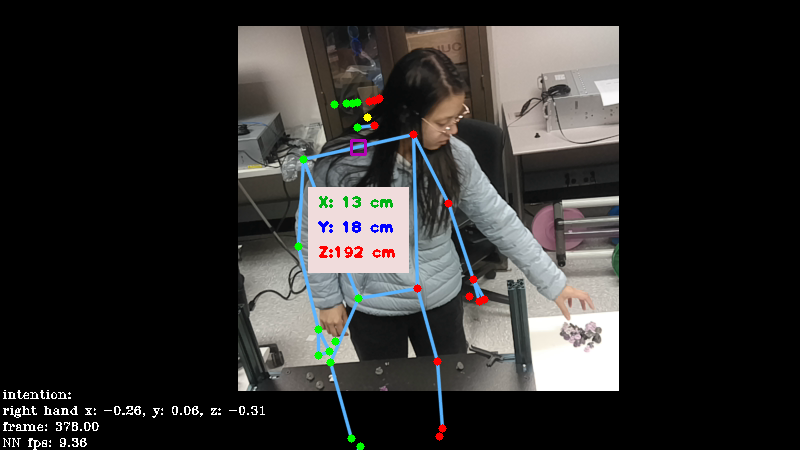 X: 13 cm
Y: 18 cm
Z:192 cm
intention:
right hand x: -0.26, y: 0.06, z: -0.31
frame: 378.00
NN fps: 9.36